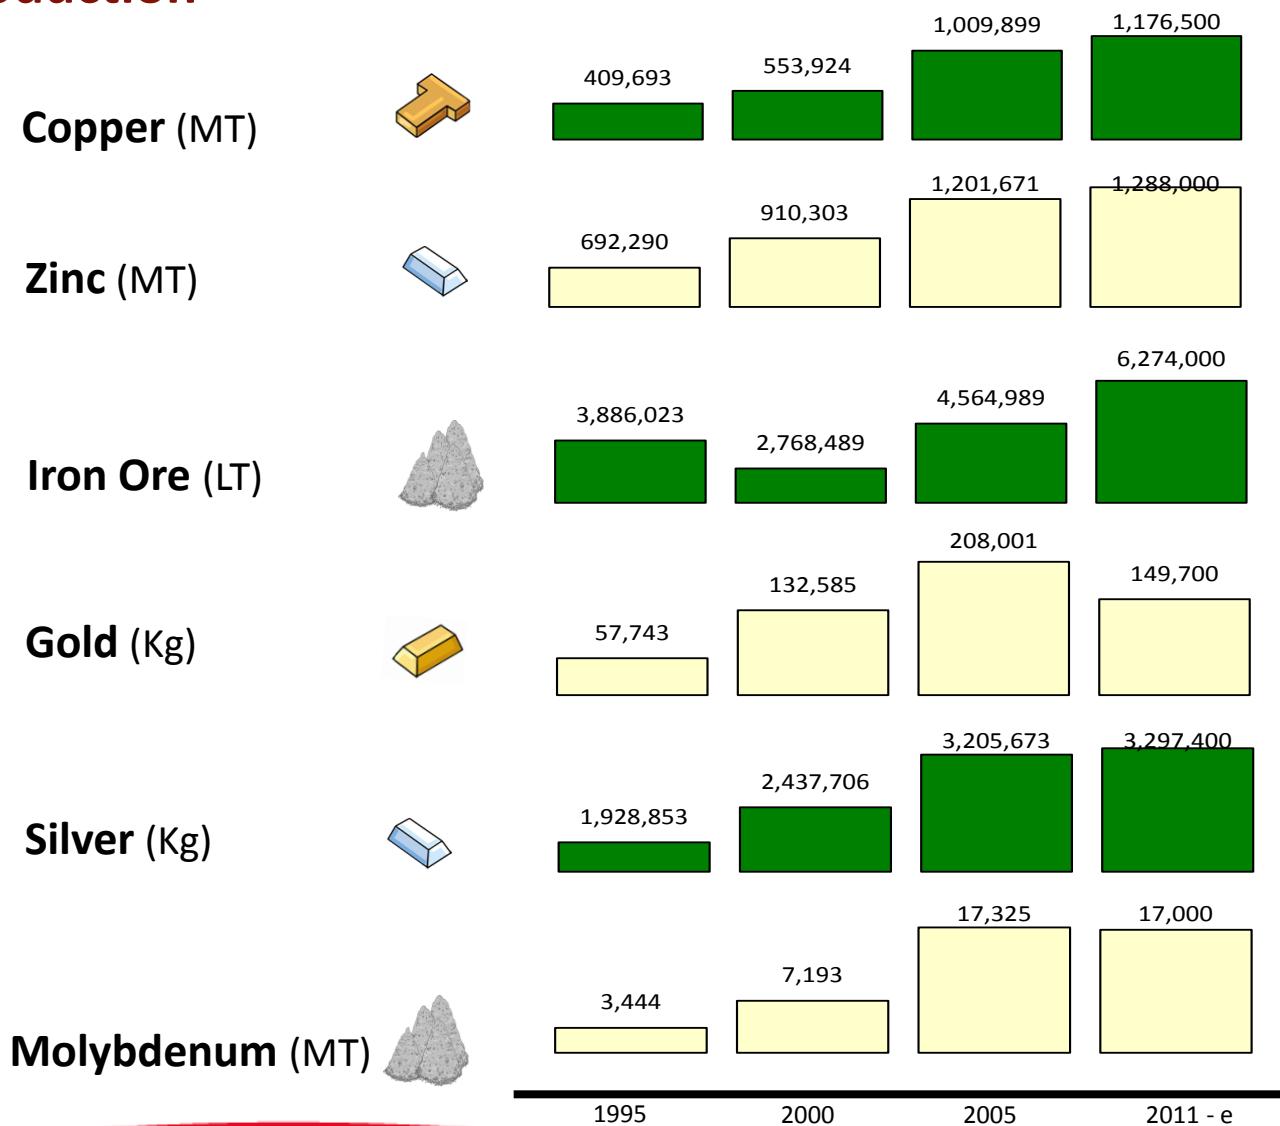 1,009,899 1,176,500
409,693 553,924
Copper (MT)
1,201,671 1,288,000
692,290 910,303
Zinc (MT)
6,274,000
3,886,023 2,768,489 4,564,989
Iron Ore (LT)
208,001
57,743 132,585 149,700
Gold (Kg)
3,205,673 3,297,400
1,928,853 2,437,706
Silver (Kg)
17,325 17,000
3,444 7,193
Molybdenum (MT)
1995 2000 2005 2011 - e